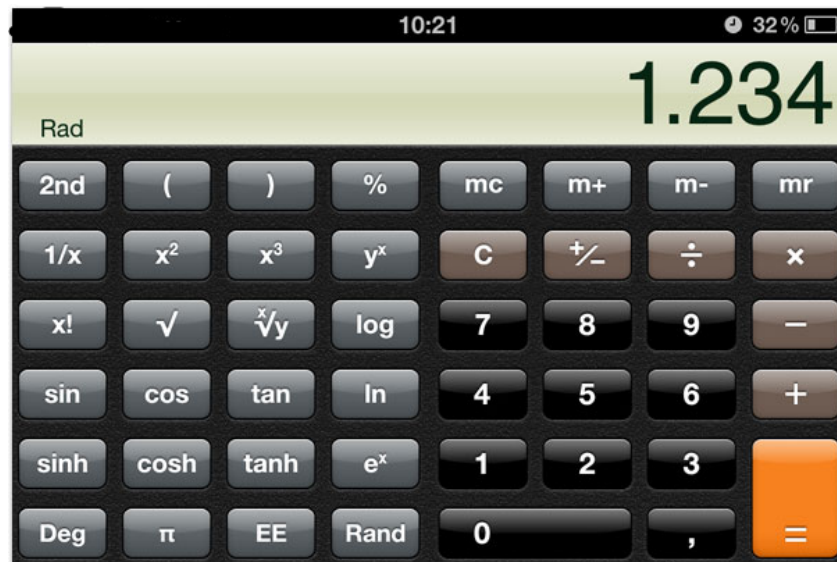 10:21 32%
1.234
Rad
2nd ( ) % mc m+ m- mr
1/x x² x³ yˣ C +/− ÷ ×
x! √ ˣ√y log 7 8 9 −
sin cos tan ln 4 5 6 +
sinh cosh tanh eˣ 1 2 3
Deg π EE Rand 0 , =